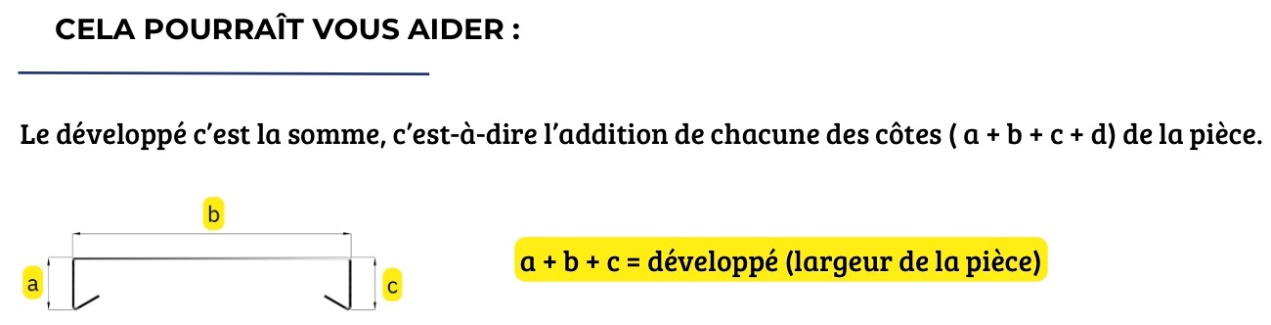 CELA POURRAÎT VOUS AIDER :
Le développé c'est la somme, c'est-à-dire l'addition de chacune des côtes ( a + b + c + d) de la pièce.
b
a + b + c = développé (largeur de la pièce)
a
c